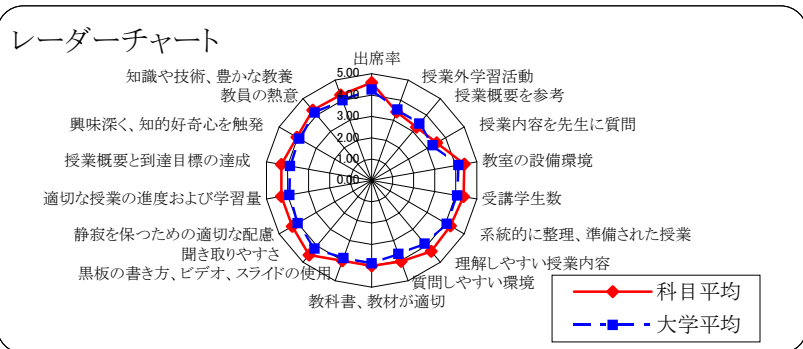 レーダーチャート
出席率
授業外学習活動
授業概要を参考
授業内容を先生に質問
教室の設備環境
受講学生数
系統的に整理、準備された授業
理解しやすい授業内容
質問しやすい環境
教科書、教材が適切
黒板の書き方、ビデオ、スライドの使用
聞き取りやすさ
静寂を保つための適切な配慮
適切な授業の進度および学習量
授業概要と到達目標の達成
興味深く、知的好奇心を触発
教員の熱意
知識や技術、豊かな教養
5.00
4.00
3.00
2.00
1.00
0.00
科目平均
大学平均